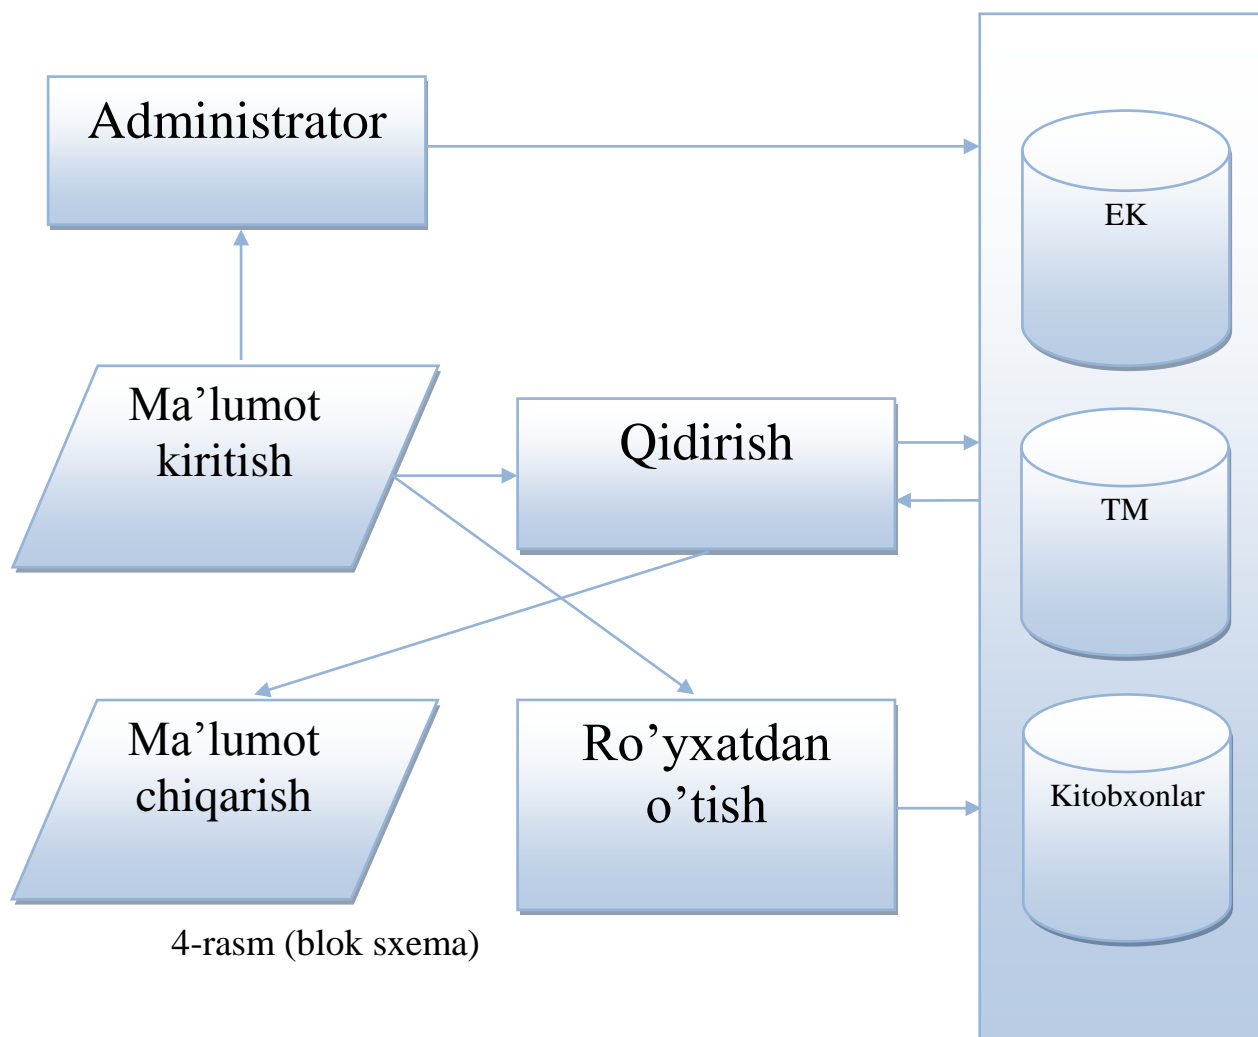 Administrator
EK
Ma’lumot
kiritish
Qidirish
TM
Ma’lumot
chiqarish
Ro’yxatdan
o’tish
Kitobxonlar
4-rasm (blok sxema)